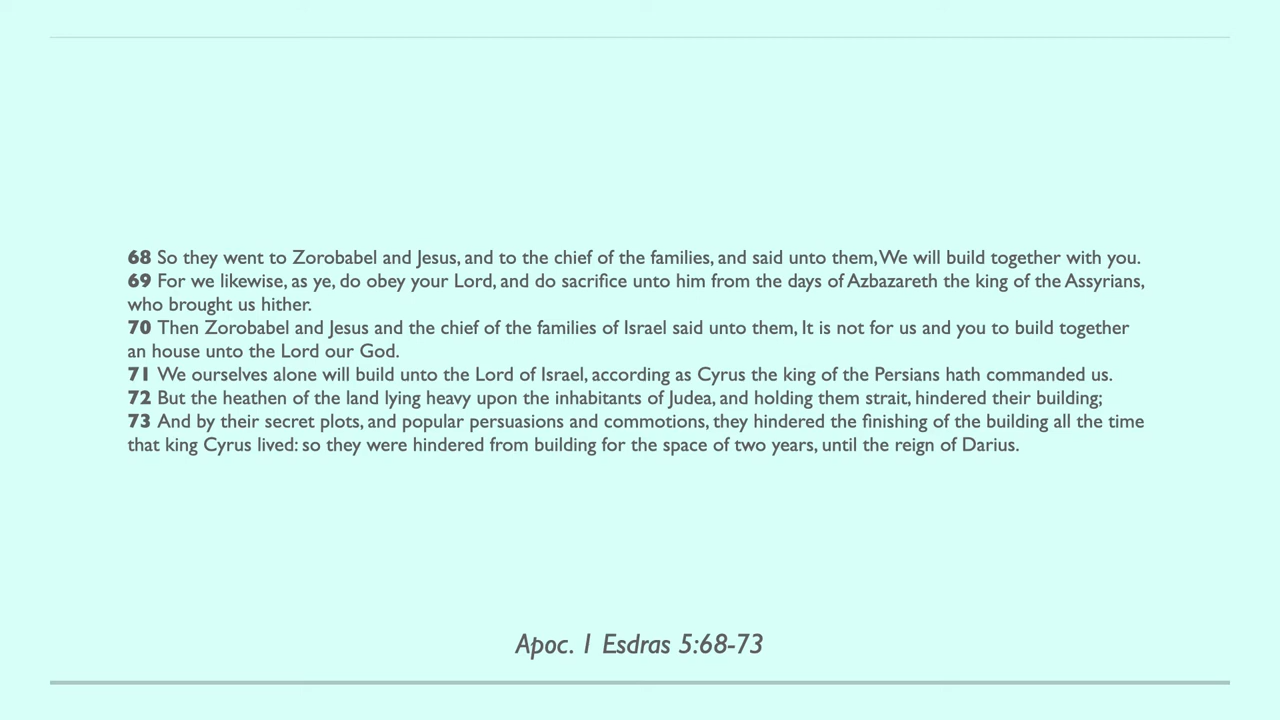 68 So they went to Zorobabel and Jesus, and to the chief of the families, and said unto them, We will build together with you.
69 For we likewise, as ye, do obey your Lord, and do sacrifice unto him from the days of Azbazareth the king of the Assyrians,
who brought us hither.
70 Then Zorobabel and Jesus and the chief of the families of Israel said unto them, It is not for us and you to build together
an house unto the Lord our God.
71 We ourselves alone will build unto the Lord of Israel, according as Cyrus the king of the Persians hath commanded us.
72 But the heathen of the land lying heavy upon the inhabitants of Judea, and holding them strait, hindered their building;
73 And by their secret plots, and popular persuasions and commotions, they hindered the finishing of the building all the time
that king Cyrus lived: so they were hindered from building for the space of two years, until the reign of Darius.
Apoc. 1 Esdras 5:68-73